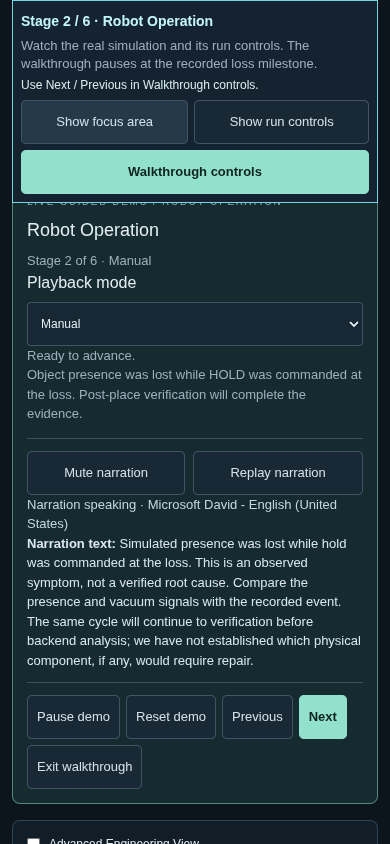 Stage 2 / 6 · Robot Operation
Watch the real simulation and its run controls. The
walkthrough pauses at the recorded loss milestone.
Use Next / Previous in Walkthrough controls.
Show focus area
Show run controls
Walkthrough controls
Robot Operation
Stage 2 of 6 · Manual
Playback mode
Manual
Ready to advance.
Object presence was lost while HOLD was commanded at
the loss. Post-place verification will complete the
evidence.
Mute narration
Replay narration
Narration speaking · Microsoft David - English (United
States)
Narration text: Simulated presence was lost while hold
was commanded at the loss. This is an observed
symptom, not a verified root cause. Compare the
presence and vacuum signals with the recorded event.
The same cycle will continue to verification before
backend analysis; we have not established which physical
component, if any, would require repair.
Pause demo
Reset demo
Previous
Next
Exit walkthrough
Advanced Engineering View